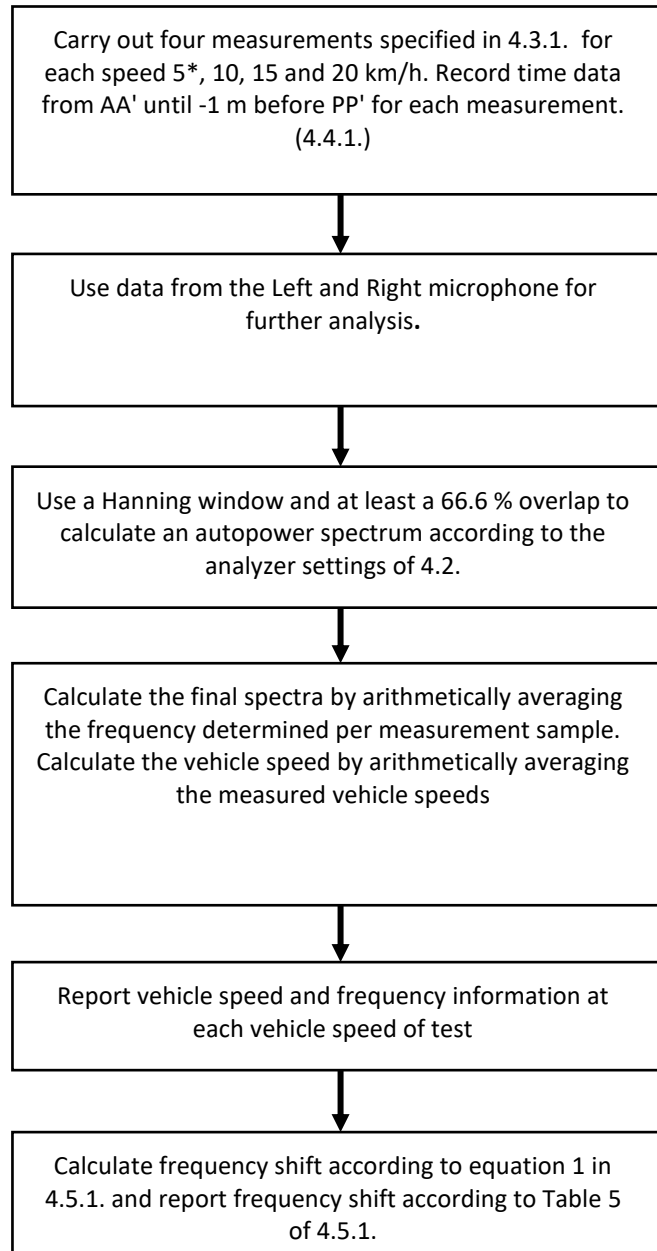 Carry out four measurements specified in 4.3.1. for
each speed 5*, 10, 15 and 20 km/h. Record time data
from AA' until -1 m before PP' for each measurement.
(4.4.1.)
Use data from the Left and Right microphone for
further analysis.
Use a Hanning window and at least a 66.6 % overlap to
calculate an autopower spectrum according to the
analyzer settings of 4.2.
Calculate the final spectra by arithmetically averaging
the frequency determined per measurement sample.
Calculate the vehicle speed by arithmetically averaging
the measured vehicle speeds
Report vehicle speed and frequency information at
each vehicle speed of test
Calculate frequency shift according to equation 1 in
4.5.1. and report frequency shift according to Table 5
of 4.5.1.